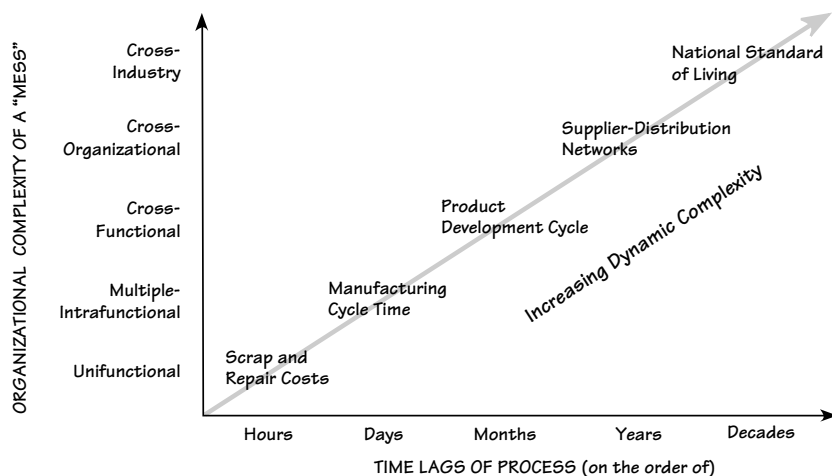 ORGANIZATIONAL COMPLEXITY OF A "MESS"
Cross-
Industry
Cross-
Organizational
Cross-
Functional
Multiple-
Intrafunctional
Unifunctional
National Standard
of Living
Supplier-Distribution
Networks
Product
Development Cycle
Manufacturing
Cycle Time
Scrap and
Repair Costs
Increasing Dynamic Complexity
Hours Days Months Years Decades
TIME LAGS OF PROCESS (on the order of)